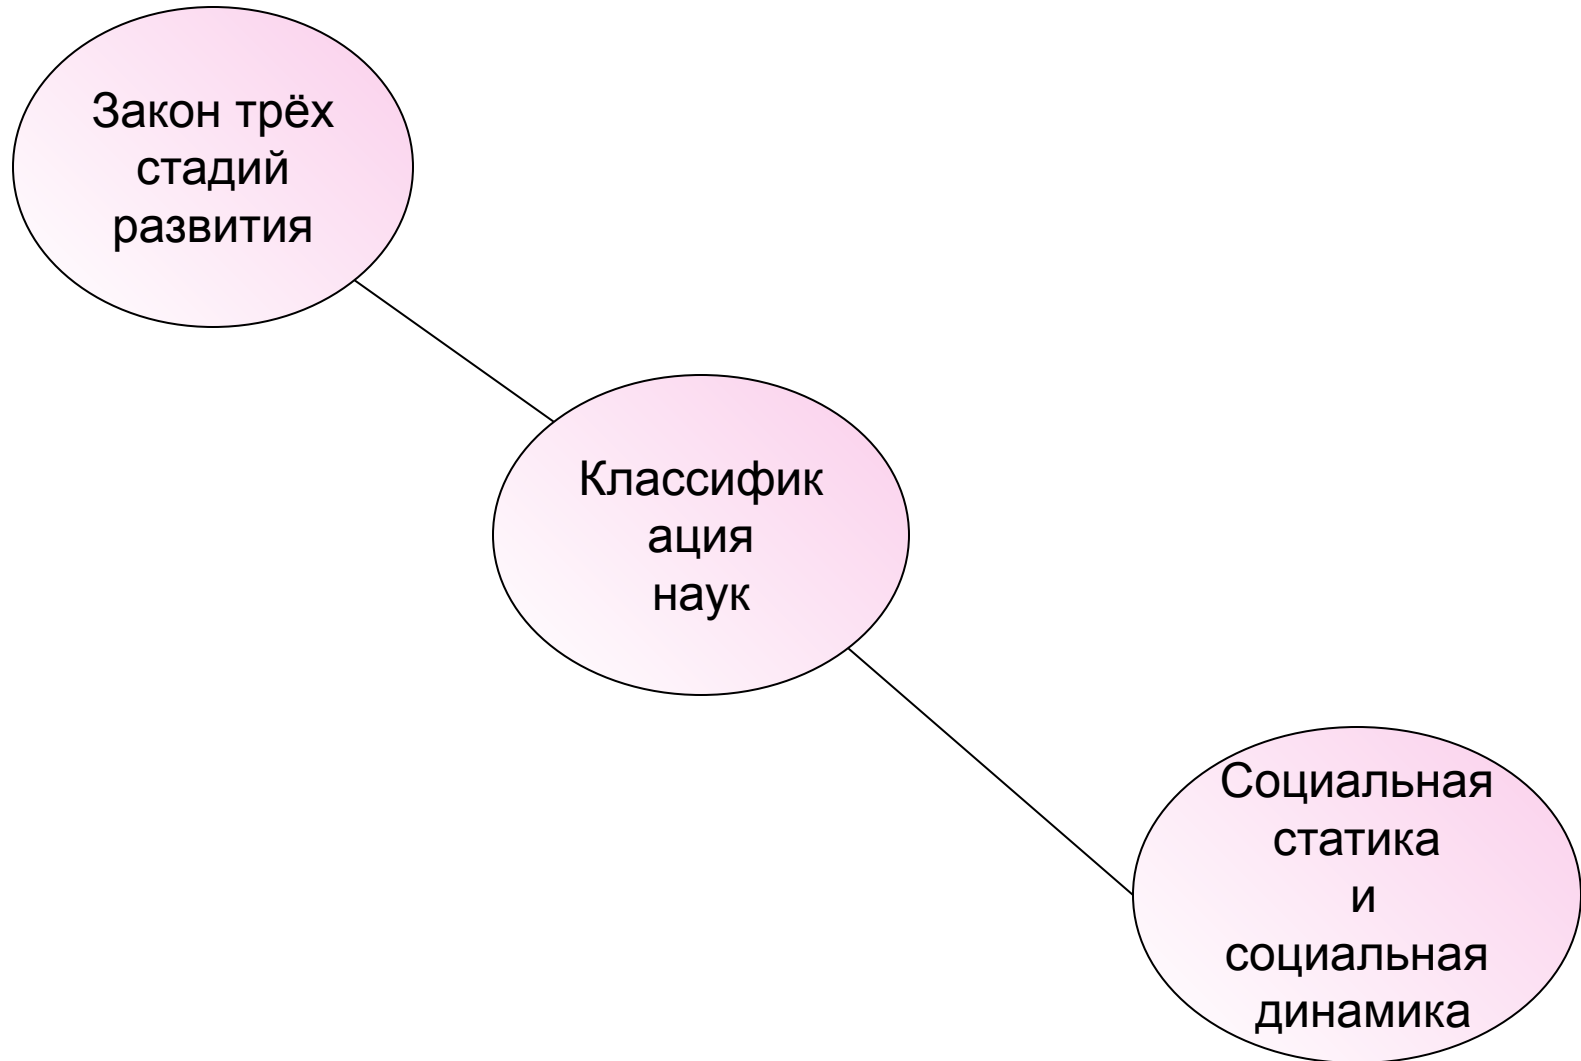 Закон трёх
стадий
развития
Классифик
ация
наук
Социальная
статика
и
социальная
динамика